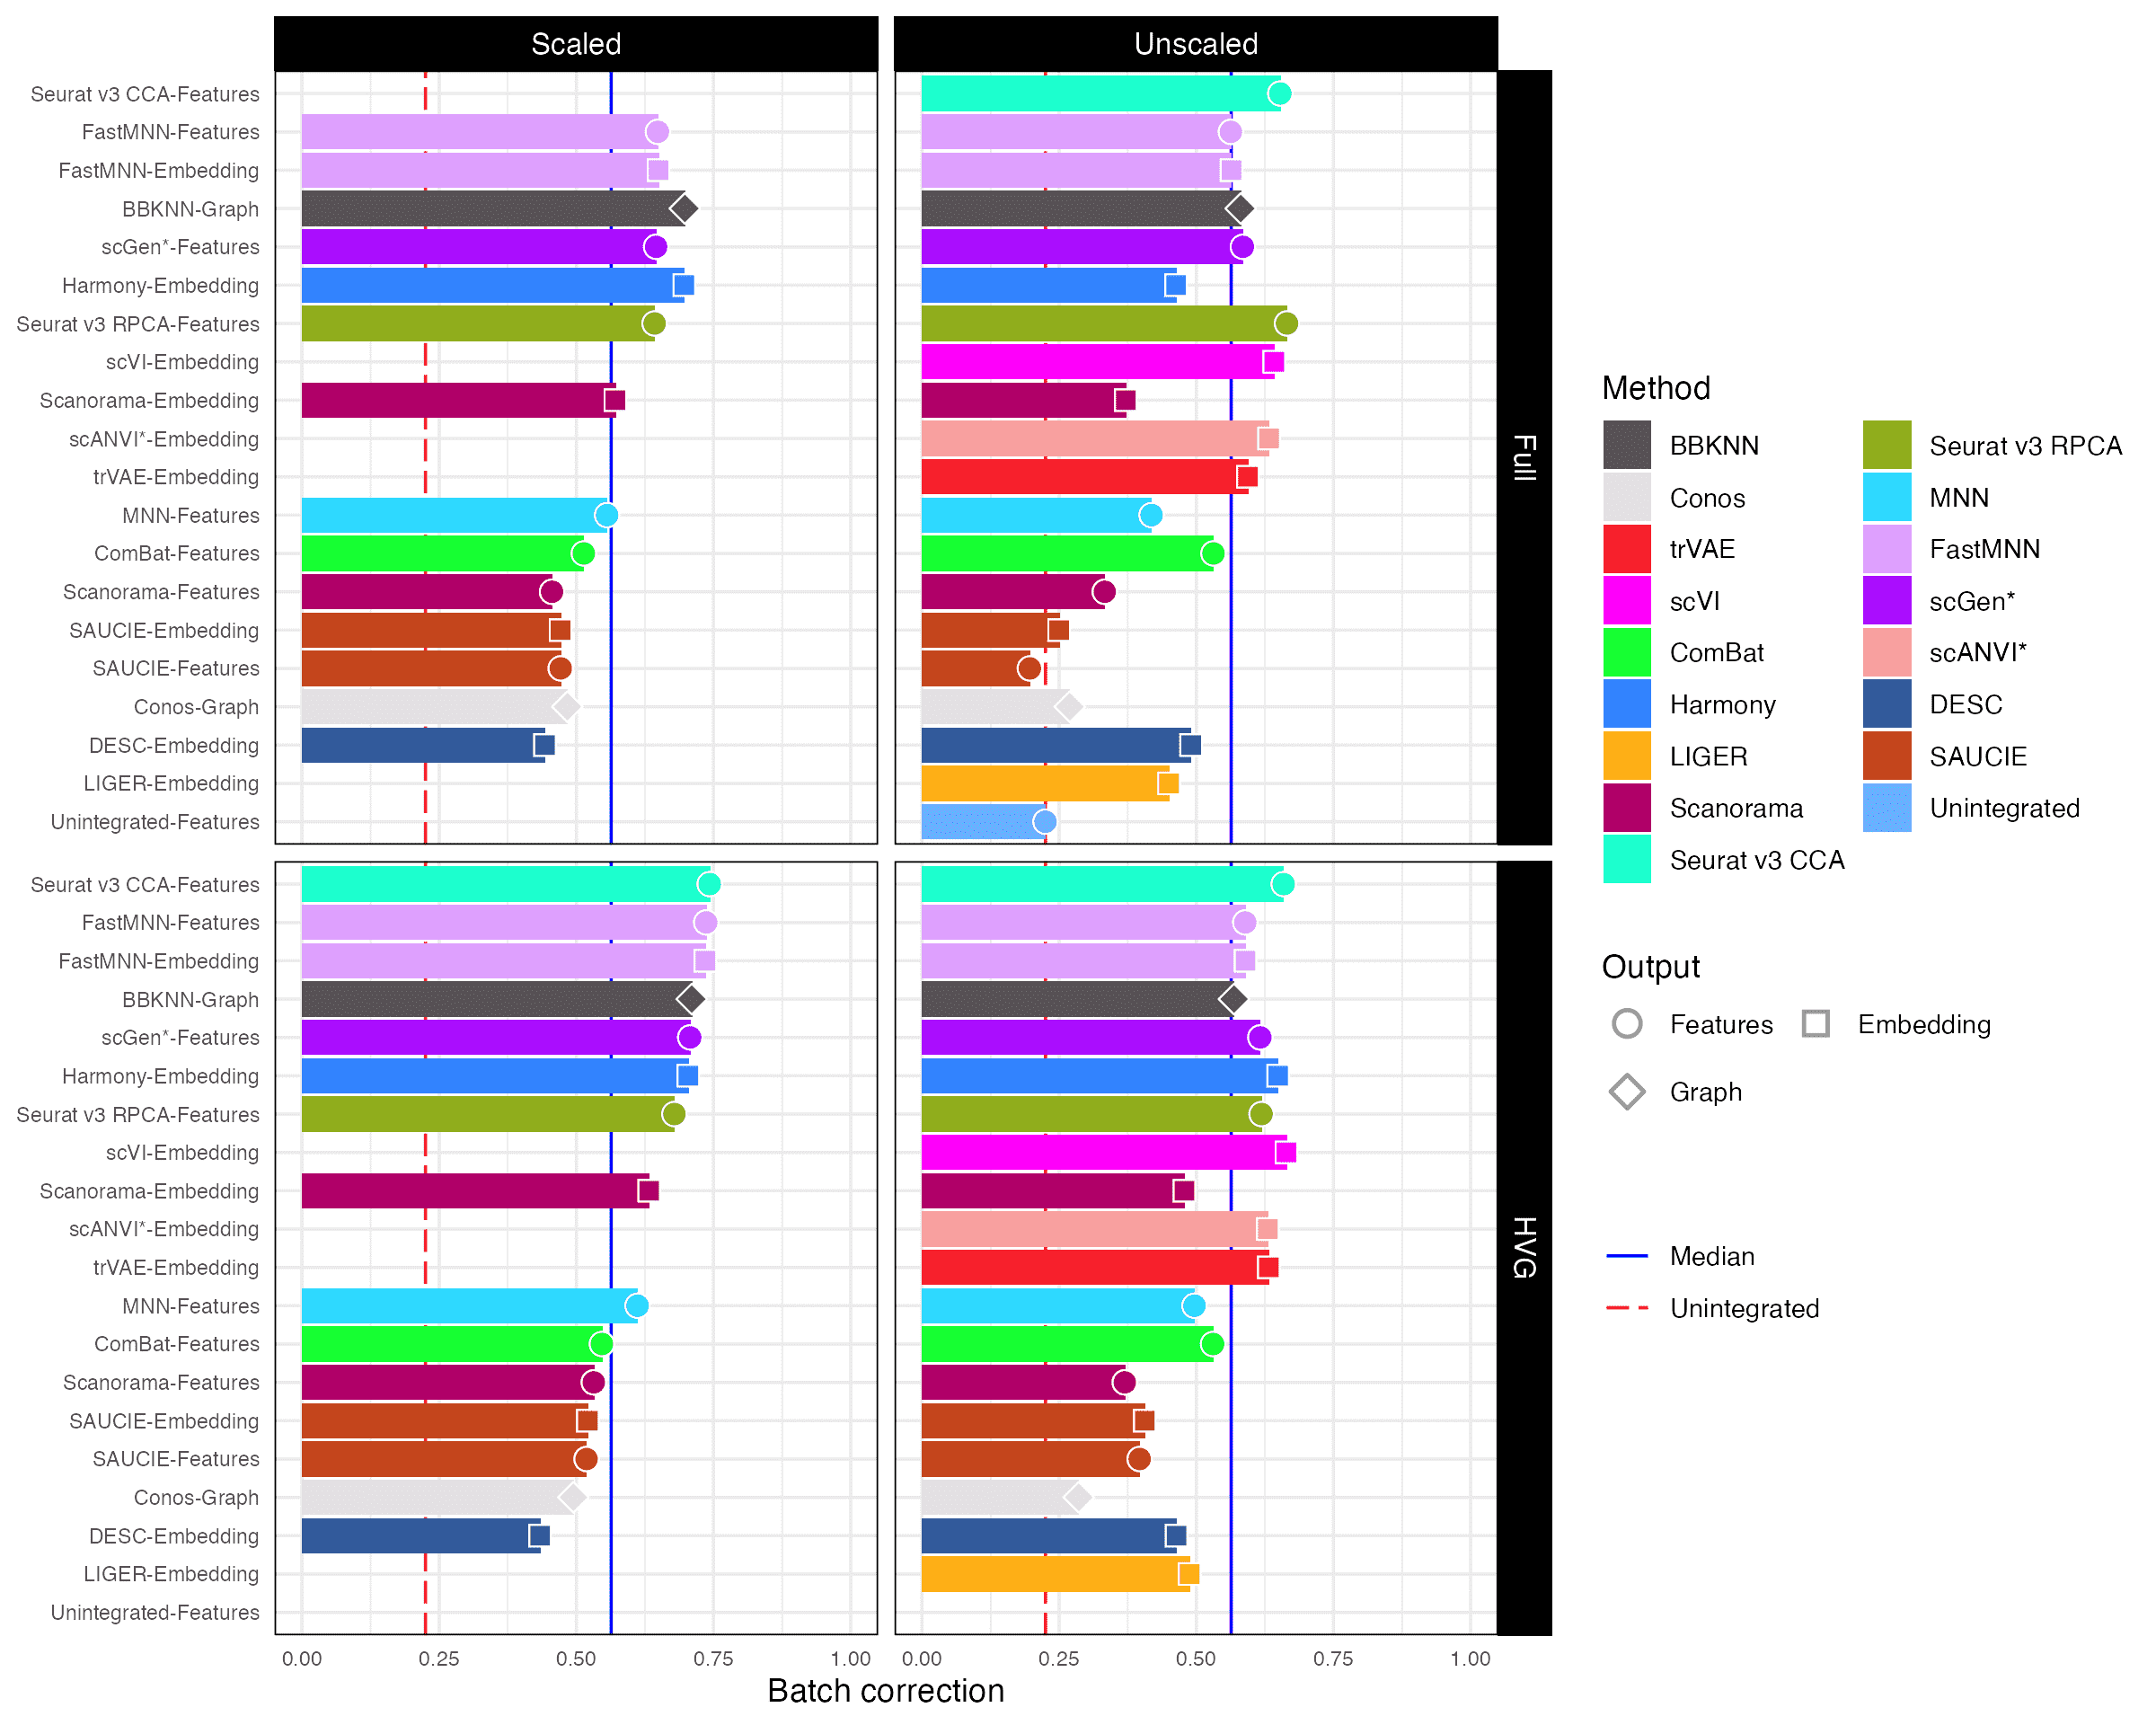 Scaled
Unscaled
Seurat v3 CCA-Features
FastMNN-Features
FastMNN-Embedding
BBKNN-Graph
scGen*-Features
Harmony-Embedding
Seurat v3 RPCA-Features
scVI-Embedding
Scanorama-Embedding
scANVI*-Embedding
trVAE-Embedding
MNN-Features
ComBat-Features
Scanorama-Features
SAUCIE-Embedding
SAUCIE-Features
Conos-Graph
DESC-Embedding
LIGER-Embedding
Unintegrated-Features
Full
Seurat v3 CCA-Features
FastMNN-Features
FastMNN-Embedding
BBKNN-Graph
scGen*-Features
Harmony-Embedding
Seurat v3 RPCA-Features
scVI-Embedding
Scanorama-Embedding
scANVI*-Embedding
trVAE-Embedding
MNN-Features
ComBat-Features
Scanorama-Features
SAUCIE-Embedding
SAUCIE-Features
Conos-Graph
DESC-Embedding
LIGER-Embedding
Unintegrated-Features
HVG
0.00 0.25 0.50 0.75 1.00
0.00 0.25 0.50 0.75 1.00
Batch correction
Method
BBKNN
Conos
trVAE
scVI
ComBat
Harmony
LIGER
Scanorama
Seurat v3 CCA
Seurat v3 RPCA
MNN
FastMNN
scGen*
scANVI*
DESC
SAUCIE
Unintegrated
Output
Features
Embedding
Graph
Median
Unintegrated